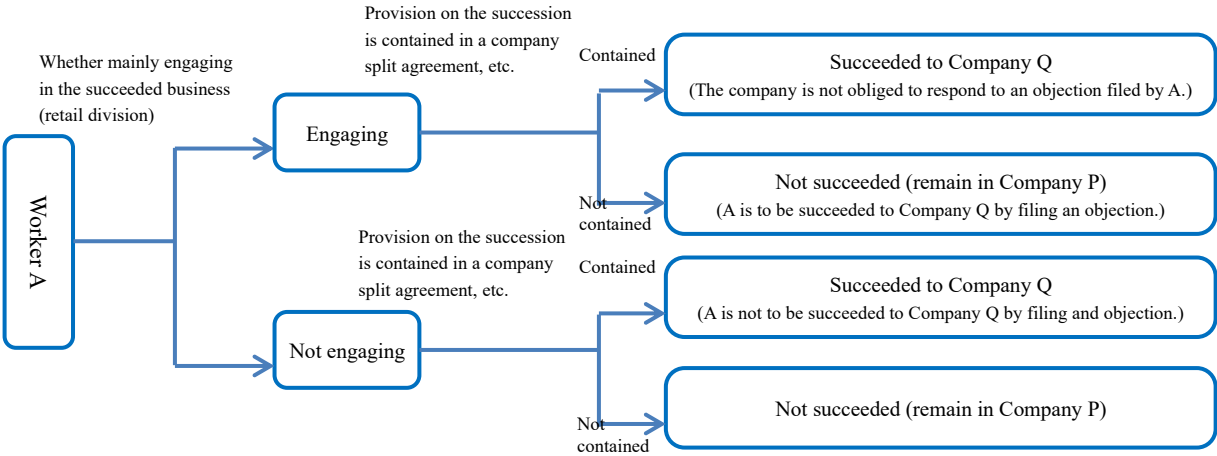 Whether mainly engaging
in the succeeded business
(retail division)
Worker A
Provision on the succession
is contained in a company
split agreement, etc.
Engaging
Contained
Succeeded to Company Q
(The company is not obliged to respond to an objection filed by A.)
Not
contained
Not succeeded (remain in Company P)
(A is to be succeeded to Company Q by filing an objection.)
Provision on the succession
is contained in a company
split agreement, etc.
Not engaging
Contained
Succeeded to Company Q
(A is not to be succeeded to Company Q by filing and objection.)
Not
contained
Not succeeded (remain in Company P)